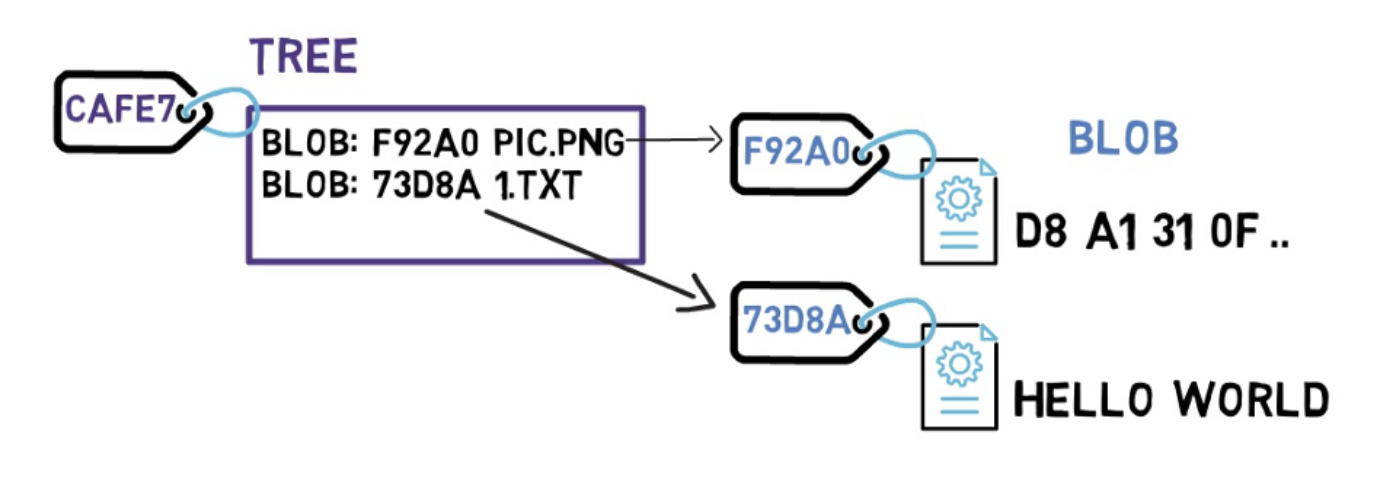 TREE
CAFE7
BLOB: F92A0 PIC.PNG
BLOB: 73D8A 1.TXT
F92A0
BLOB
D8 A1 31 0F ..
73D8A
HELLO WORLD